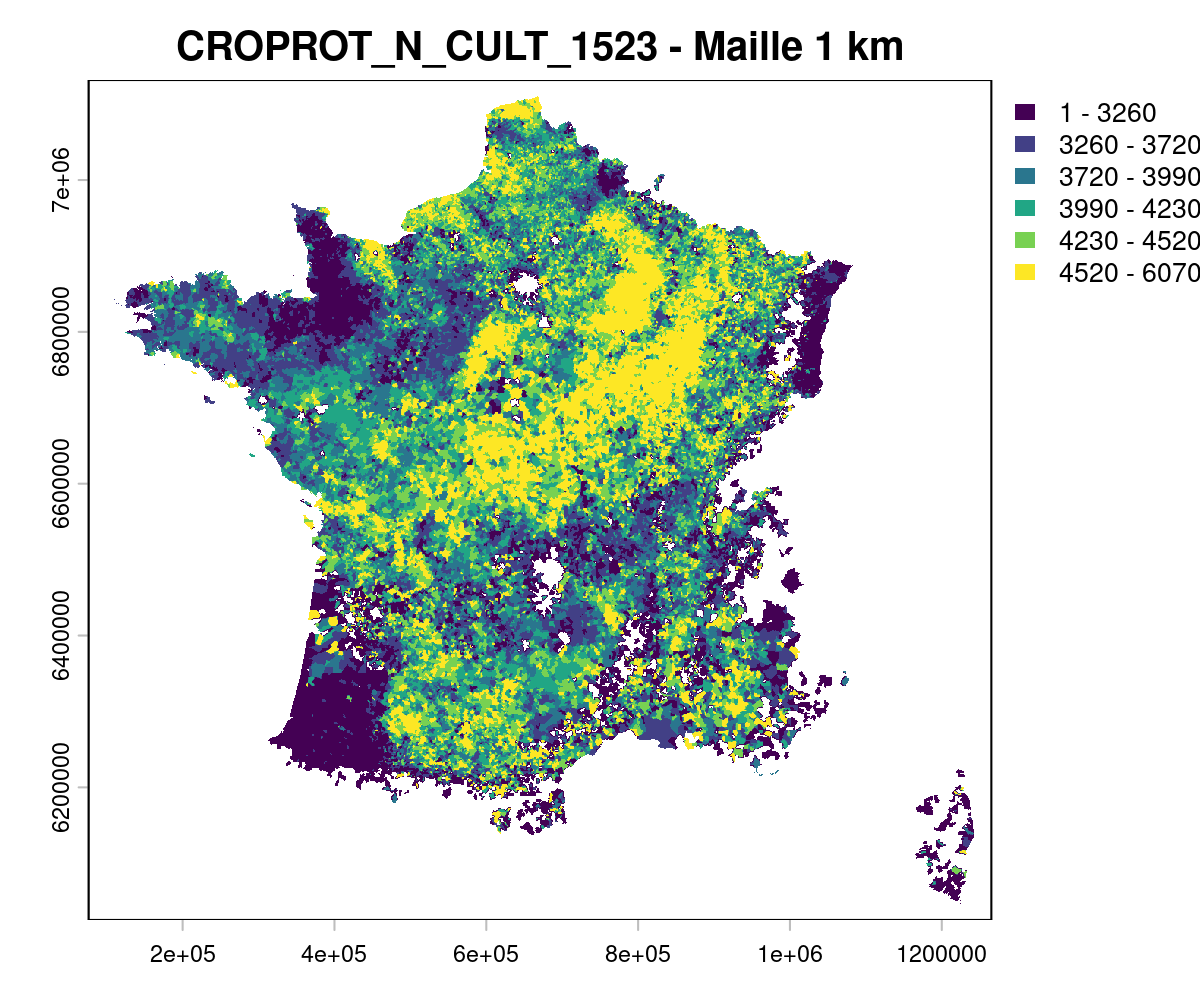 CROPROT_N_CULT_1523 - Maille 1 km
1 - 3260
3260 - 3720
3720 - 3990
3990 - 4230
4230 - 4520
4520 - 6070
7e+06
6800000
6600000
6400000
6200000
2e+05
4e+05
6e+05
8e+05
1e+06
1200000